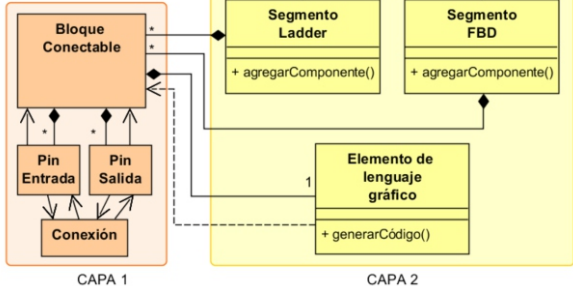 Bloque
Conectable
*
*
*
*
Pin
Entrada
Pin
Salida
Conexión
CAPA 1
Segmento
Ladder
+ agregarComponente()
Segmento
FBD
+ agregarComponente()
1
Elemento de
lenguaje
gráfico
+ generarCódigo()
CAPA 2